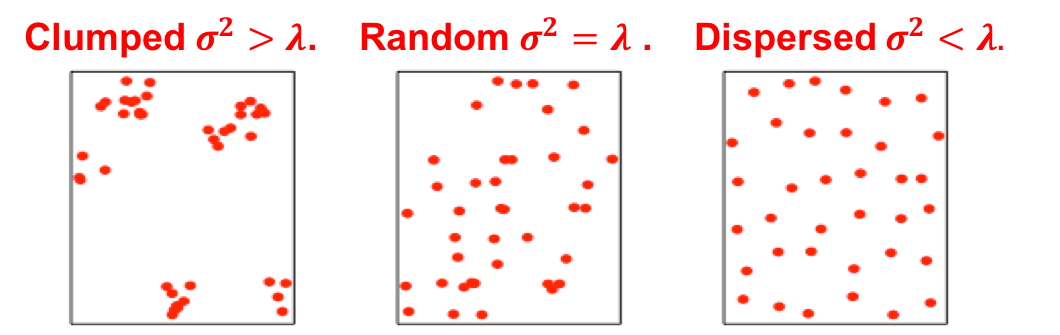 Clumped σ² > λ. Random σ² = λ . Dispersed σ² < λ.